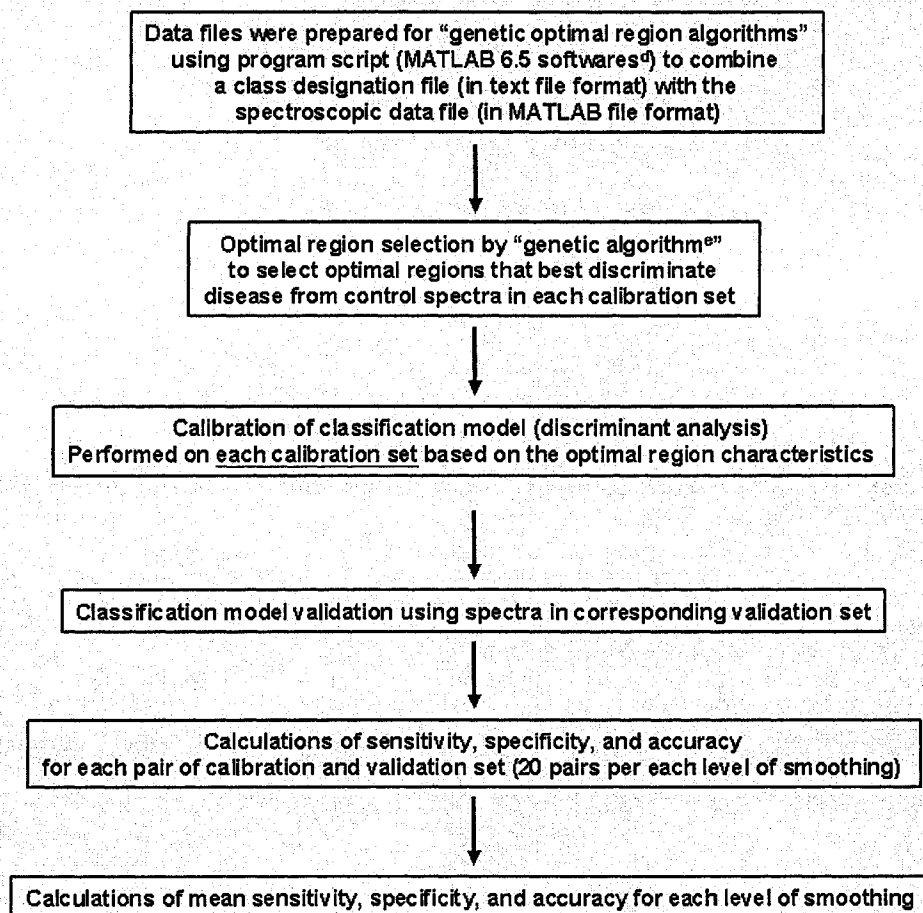 Data files were prepared for “genetic optimal region algorithms”
using program script (MATLAB 6.5 softwaresᵈ) to combine
a class designation file (in text file format) with the
spectroscopic data file (in MATLAB file format)
Optimal region selection by “genetic algorithmᵉ”
to select optimal regions that best discriminate
disease from control spectra in each calibration set
Calibration of classification model (discriminant analysis)
Performed on each calibration set based on the optimal region characteristics
Classification model validation using spectra in corresponding validation set
Calculations of sensitivity, specificity, and accuracy
for each pair of calibration and validation set (20 pairs per each level of smoothing)
Calculations of mean sensitivity, specificity, and accuracy for each level of smoothing